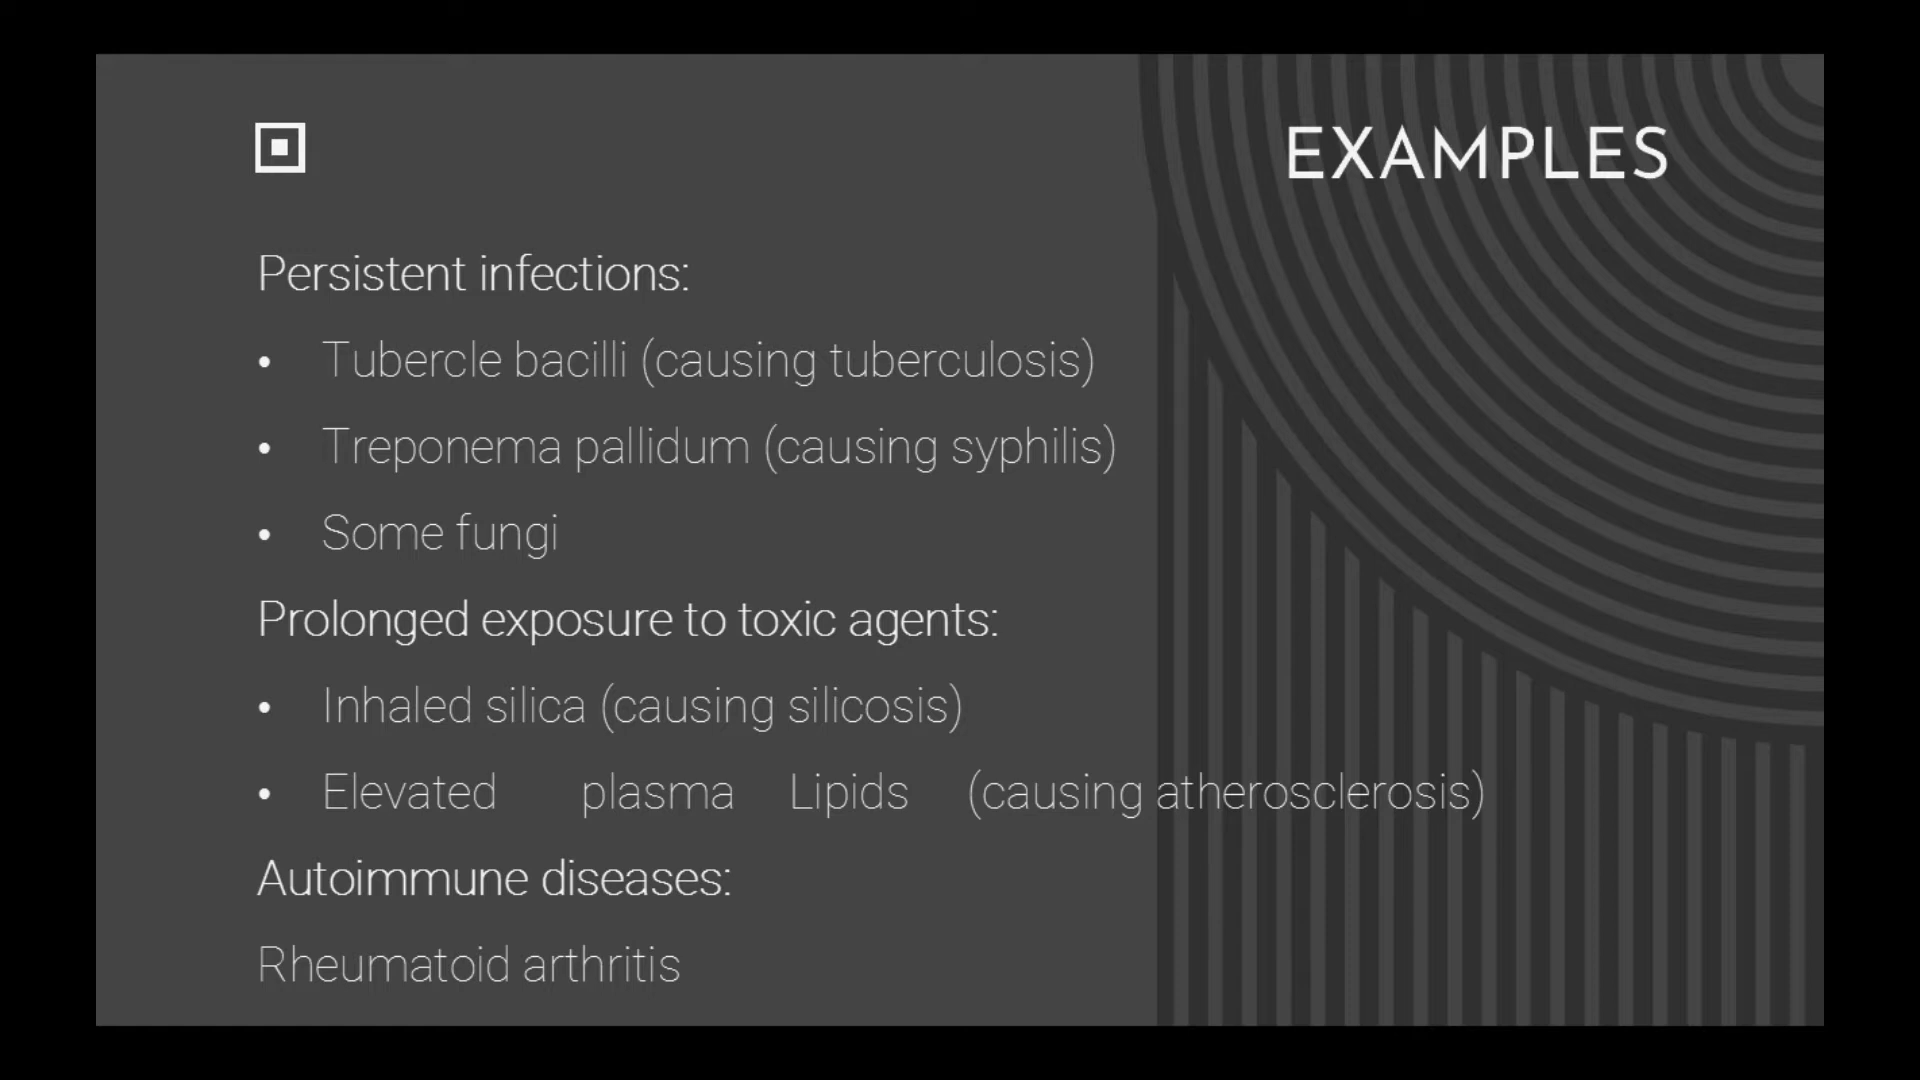 EXAMPLES
Persistent infections:
• Tubercle bacilli (causing tuberculosis)
• Treponema pallidum (causing syphilis)
• Some fungi
Prolonged exposure to toxic agents:
• Inhaled silica (causing silicosis)
• Elevated plasma Lipids (causing atherosclerosis)
Autoimmune diseases:
Rheumatoid arthritis